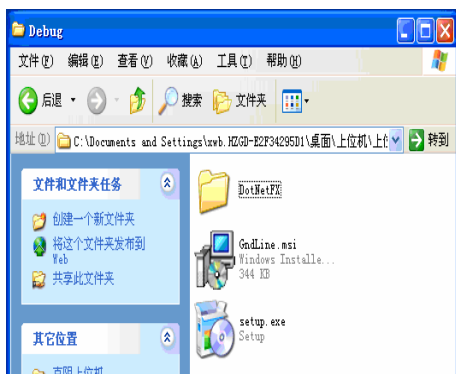 Debug
文件(F) 编辑(E) 查看(V) 收藏(A) 工具(T) 帮助(H)
后退 搜索 文件夹
地址(D) C:\Documents and Settings\xwb.HZGD-E2F34295D1\桌面\上位机\上 转到
文件和文件夹任务
创建一个新文件夹
将这个文件夹发布到
Web
共享此文件夹
其它位置
DotNetFX
GndLine.msi
Windows Installe...
344 KB
setup.exe
Setup